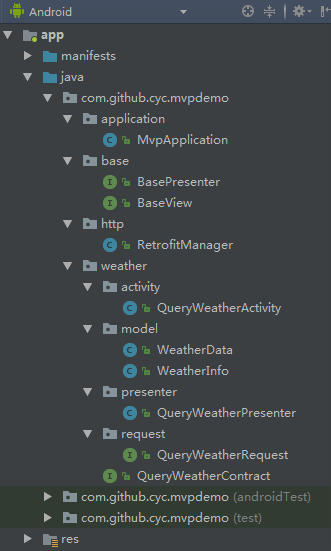 Android
app
manifests
java
com.github.cyc.mvpdemo
application
MvpApplication
base
BasePresenter
BaseView
http
RetrofitManager
weather
activity
QueryWeatherActivity
model
WeatherData
WeatherInfo
presenter
QueryWeatherPresenter
request
QueryWeatherRequest
QueryWeatherContract
com.github.cyc.mvpdemo (androidTest)
com.github.cyc.mvpdemo (test)
res